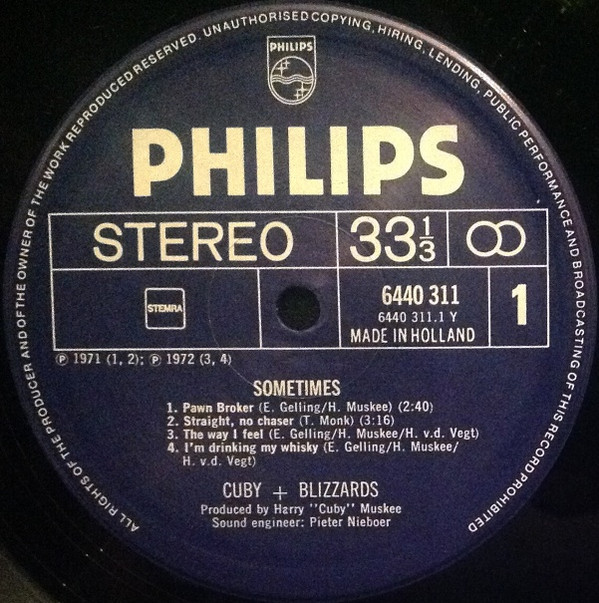 ALL RIGHTS OF THE PRODUCER AND OF THE OWNER OF THE WORK REPRODUCED RESERVED. UNAUTHORISED COPYING, HIRING, LENDING, PUBLIC PERFORMANCE AND BROADCASTING OF THIS RECORD PROHIBITED
PHILIPS
PHILIPS
STEREO 33⅓
STEMRA
6440 311
6440 311.1 Y
MADE IN HOLLAND
1
℗ 1971 (1, 2); ℗ 1972 (3, 4)
SOMETIMES
1. Pawn Broker (E. Gelling/H. Muskee) (2:40)
2. Straight, no chaser (T. Monk) (3:16)
3. The way I feel (E. Gelling/H. Muskee/H. v.d. Vegt)
4. I'm drinking my whisky (E. Gelling/H. Muskee/
H. v.d. Vegt)
CUBY + BLIZZARDS
Produced by Harry "Cuby" Muskee
Sound engineer: Pieter Nieboer